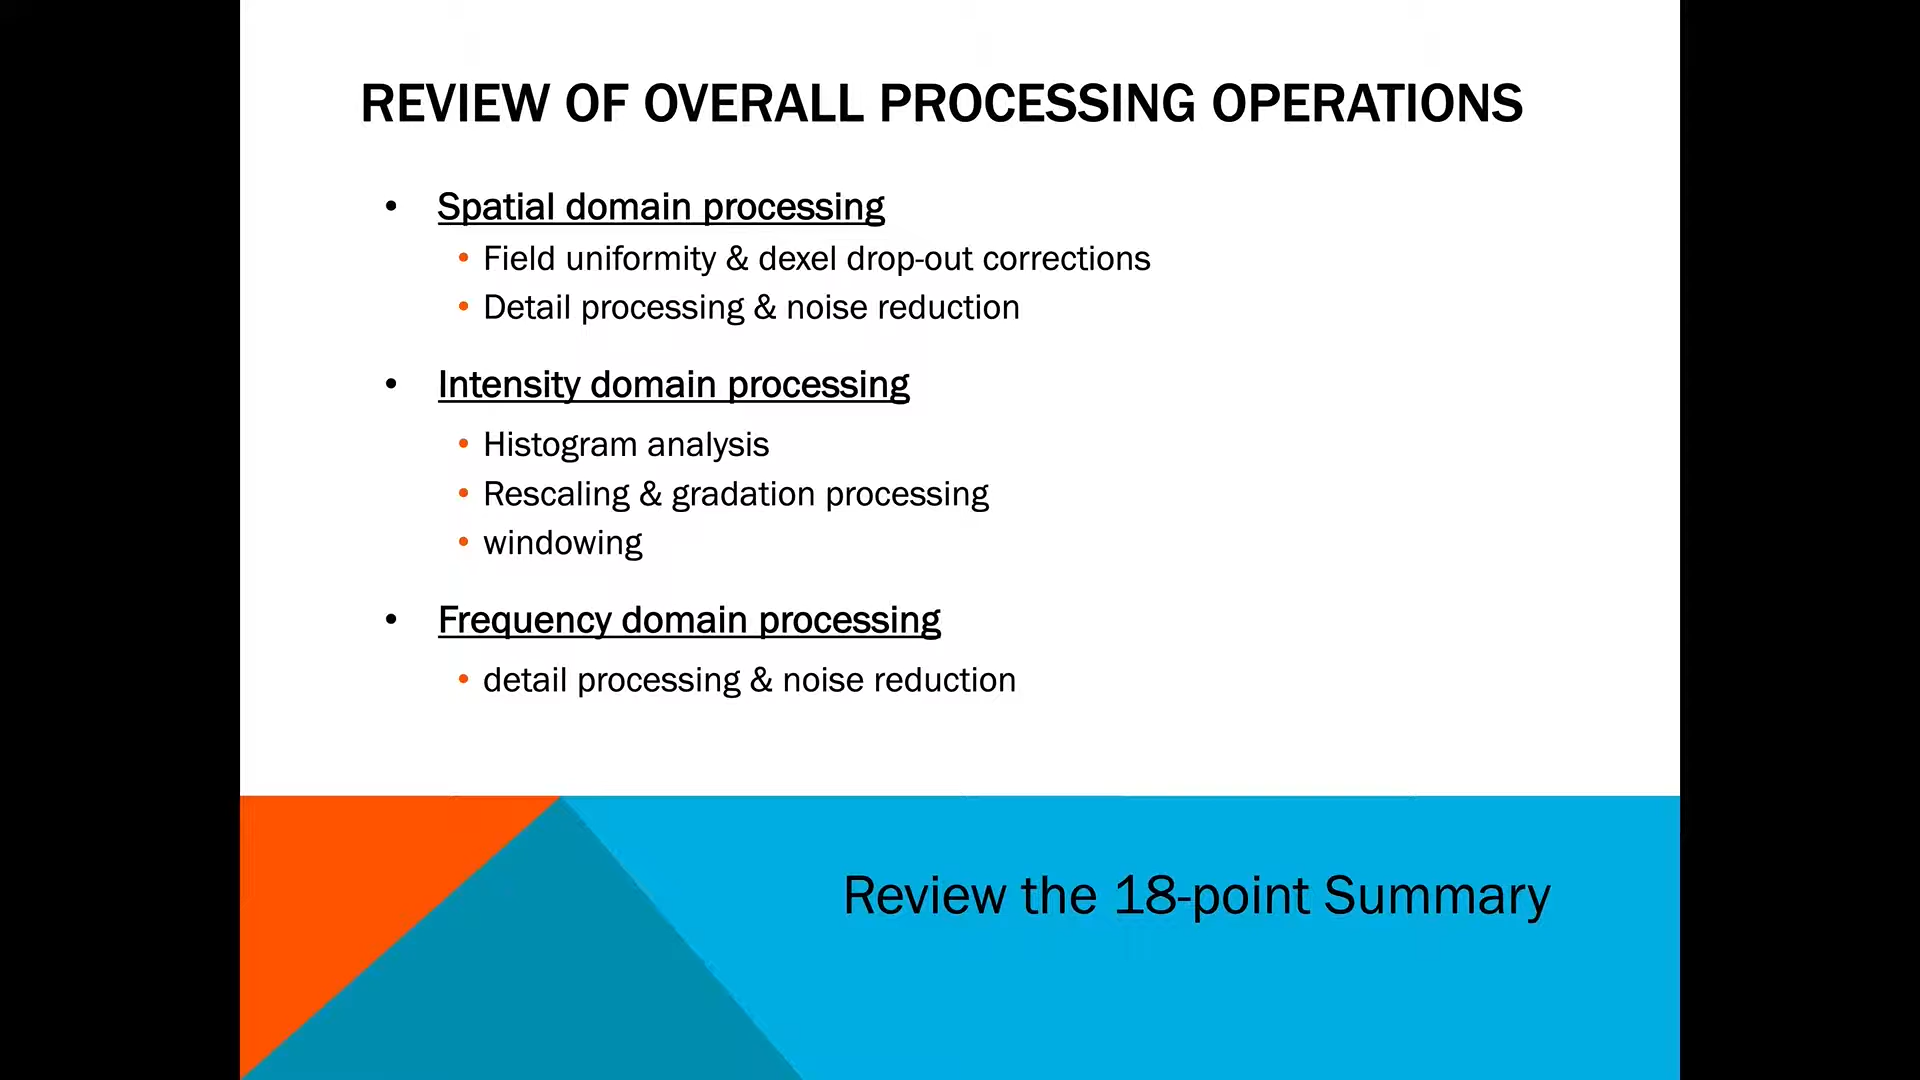 REVIEW OF OVERALL PROCESSING OPERATIONS
• Spatial domain processing
• Field uniformity & dexel drop-out corrections
• Detail processing & noise reduction
• Intensity domain processing
• Histogram analysis
• Rescaling & gradation processing
• windowing
• Frequency domain processing
• detail processing & noise reduction
Review the 18-point Summary